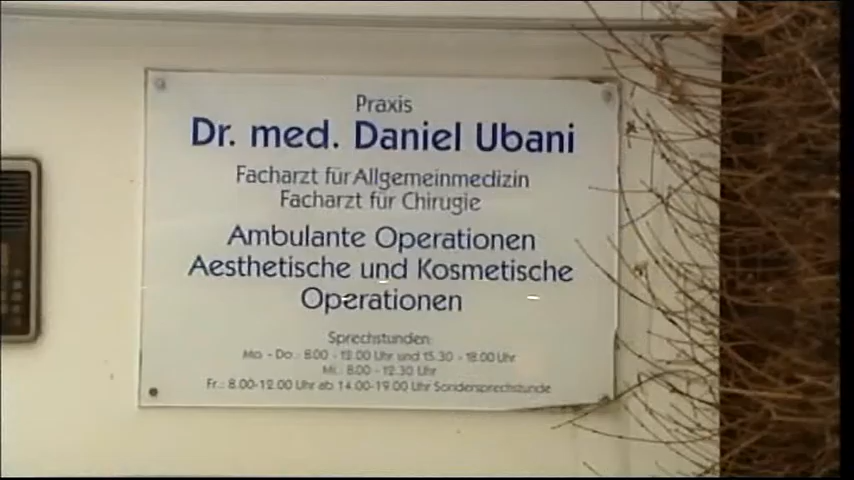 Praxis
Dr. med. Daniel Ubani
Facharzt für Allgemeinmedizin
Facharzt für Chirugie
Ambulante Operationen
Aesthetische und Kosmetische
Operationen
Sprechstunden:
Mo. - Do.: 8.00 - 12.00 Uhr und 15.30 - 18.00 Uhr
Mi.: 8.00 - 12.30 Uhr
Fr.: 8.00-12.00 Uhr ab 14.00-19.00 Uhr Sondersprechstunde